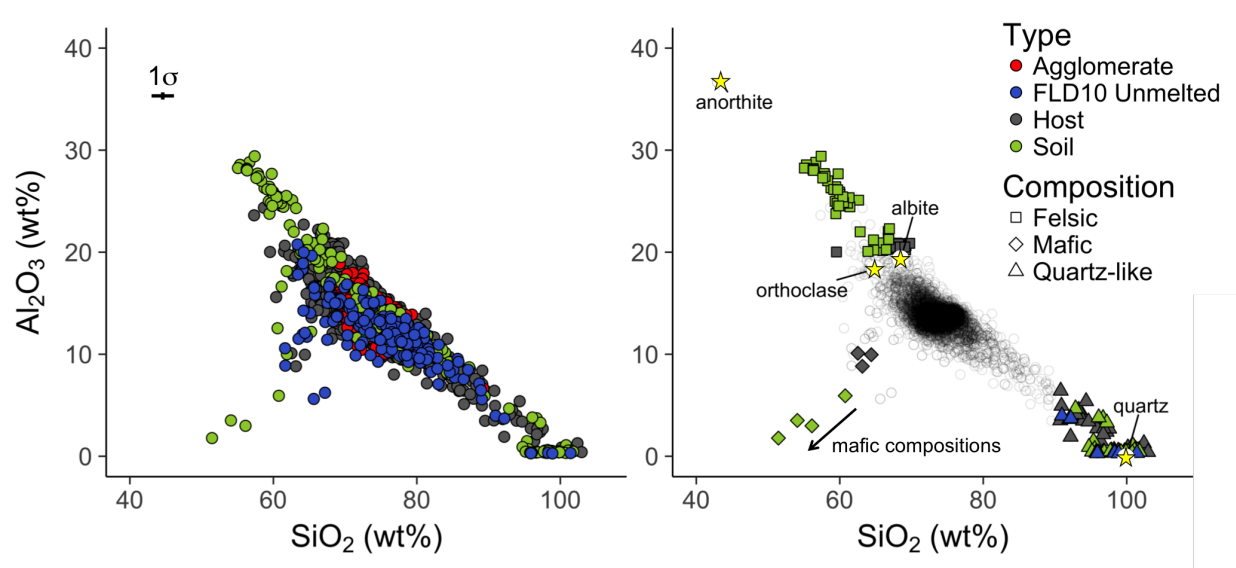 40
30
20
10
0
Al₂O₃ (wt%)
1σ
40
60
80
100
SiO₂ (wt%)
40
30
20
10
0
anorthite
albite
orthoclase
quartz
mafic compositions
40
60
80
100
SiO₂ (wt%)
Type
Agglomerate
FLD10 Unmelted
Host
Soil
Composition
Felsic
Mafic
Quartz-like